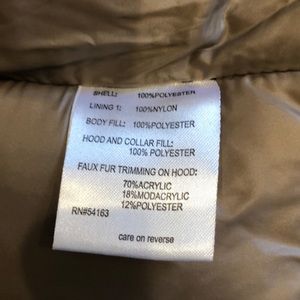 SHELL: 100%POLYESTER
LINING 1: 100%NYLON
BODY FILL: 100%POLYESTER
HOOD AND COLLAR FILL:
100% POLYESTER
FAUX FUR TRIMMING ON HOOD:
70%ACRYLIC
18%MODACRYLIC
12%POLYESTER
RN#54163
care on reverse